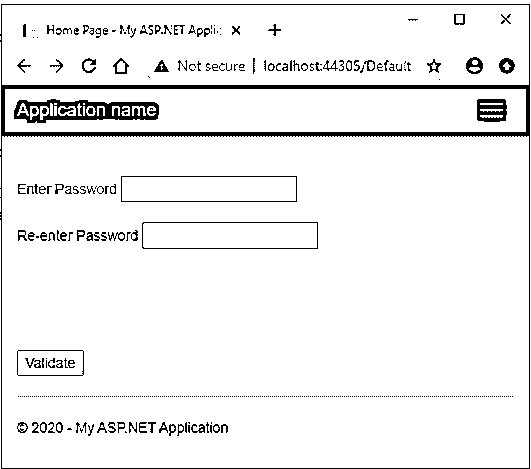 Home Page - My ASP.NET Applic
Not secure | localhost:44305/Default
Application name
Enter Password
Re-enter Password
Validate
© 2020 - My ASP.NET Application